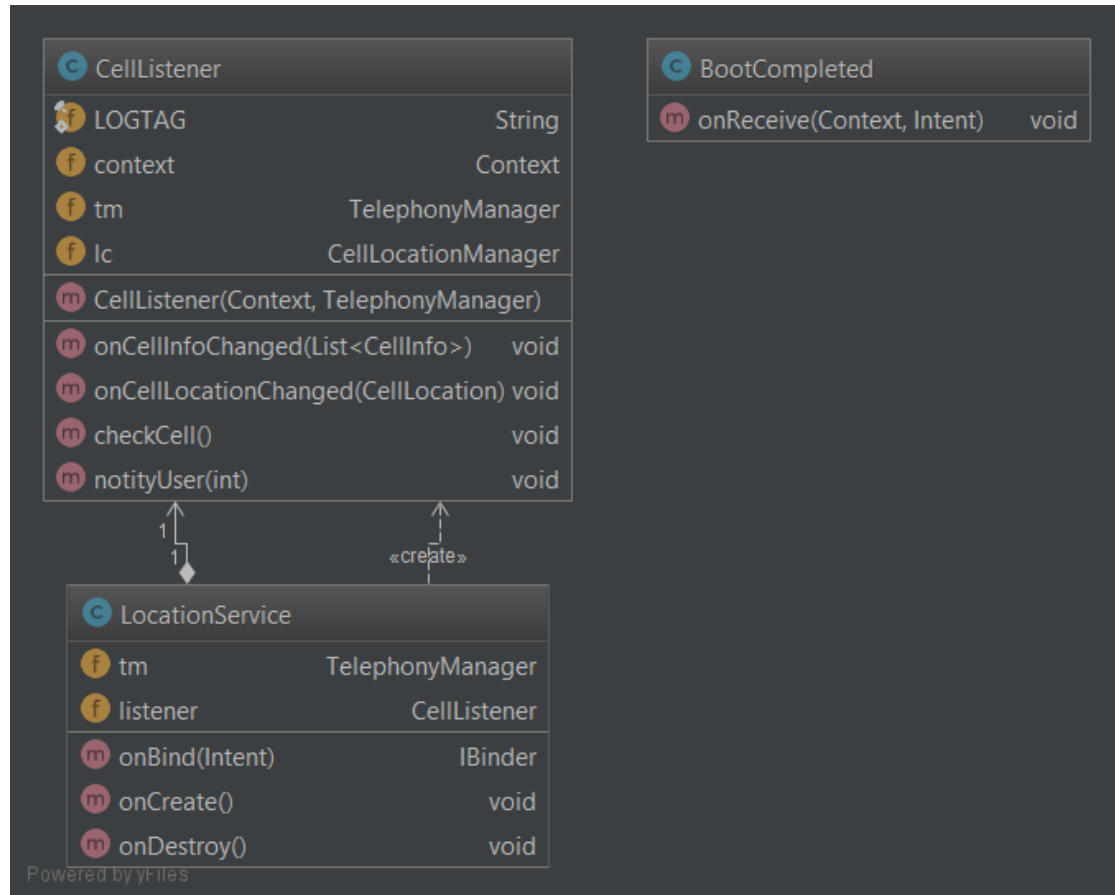 CellListener
LOGTAG String
context Context
tm TelephonyManager
lc CellLocationManager
CellListener(Context, TelephonyManager)
onCellInfoChanged(List<CellInfo>) void
onCellLocationChanged(CellLocation) void
checkCell() void
notityUser(int) void
BootCompleted
onReceive(Context, Intent) void
1
1
«create»
LocationService
tm TelephonyManager
listener CellListener
onBind(Intent) IBinder
onCreate() void
onDestroy() void
Powered by yFiles